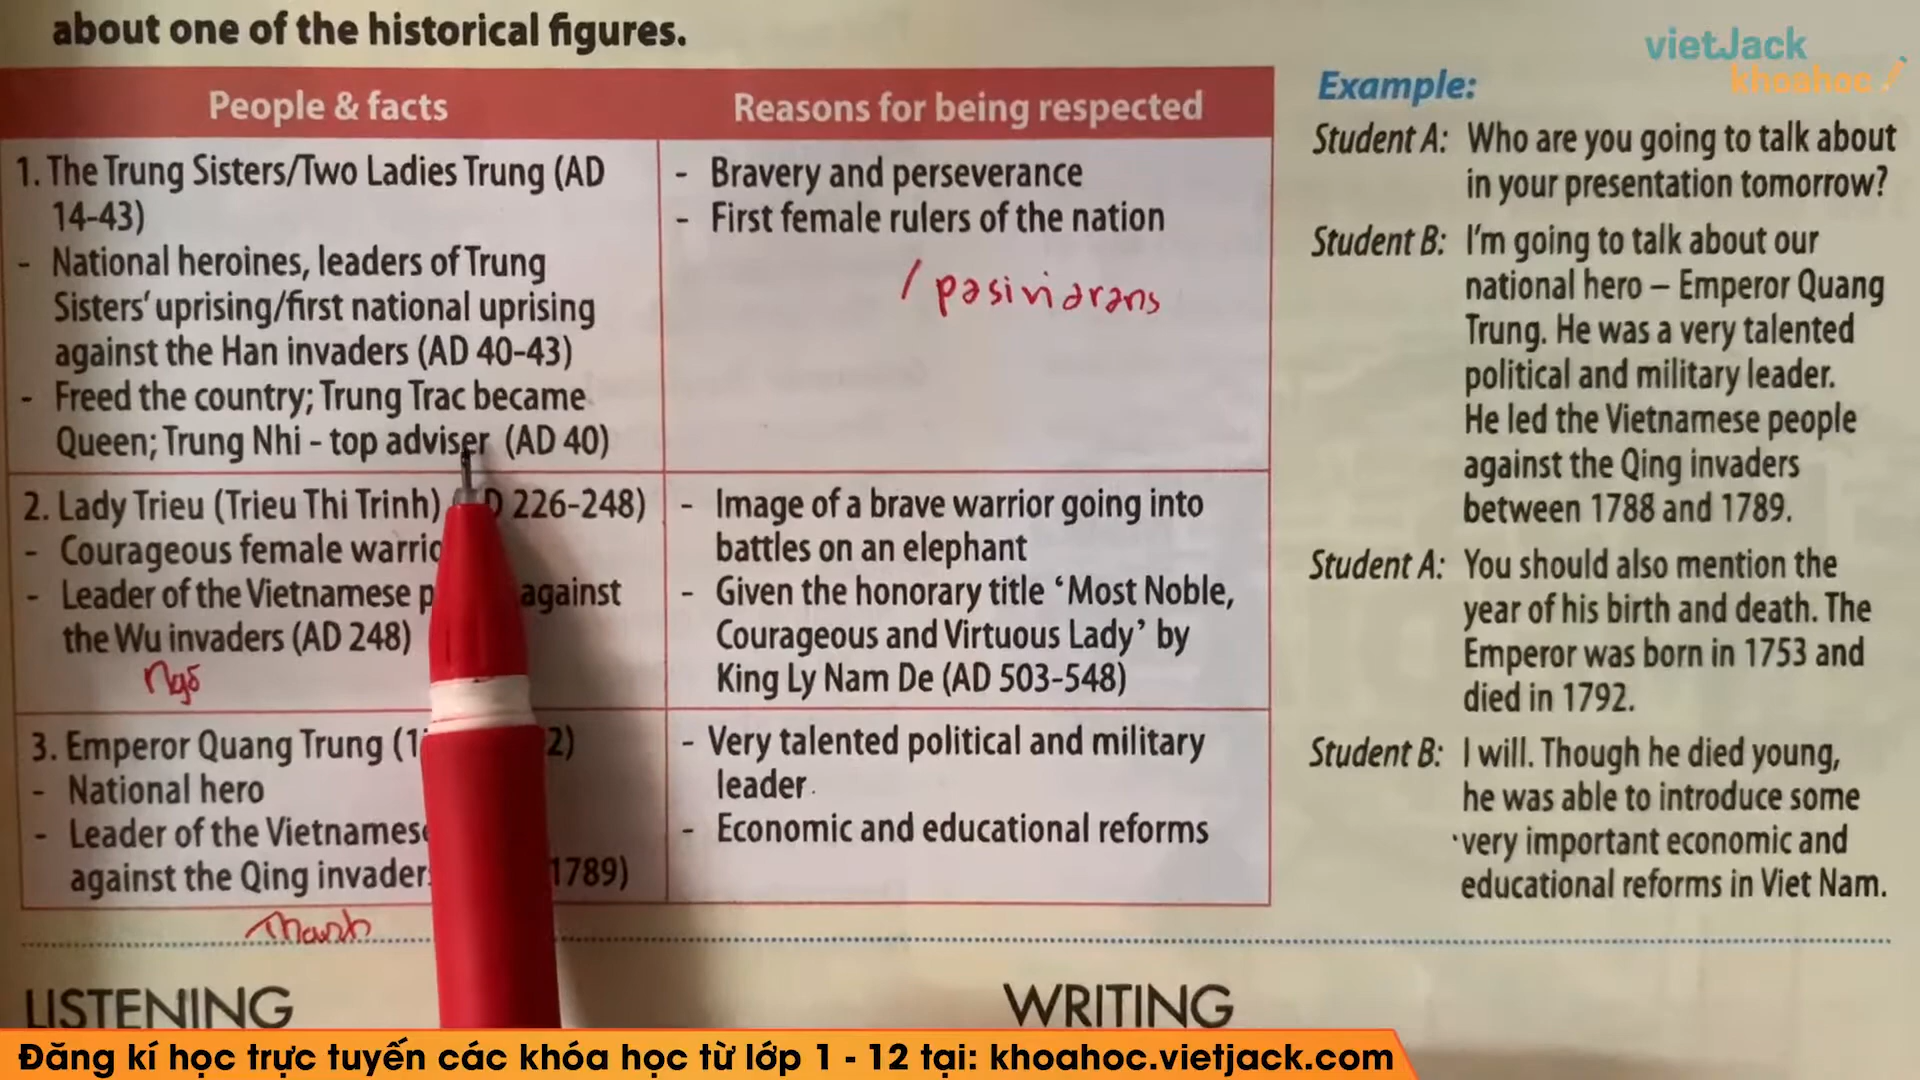 about one of the historical figures.
People & facts
1. The Trung Sisters/Two Ladies Trung (AD
14-43)
- National heroines, leaders of Trung
Sisters' uprising/first national uprising
against the Han invaders (AD 40-43)
- Freed the country; Trung Trac became
Queen; Trung Nhi - top adviser (AD 40)
2. Lady Trieu (Trieu Thi Trinh) 226-248)
- Courageous female
- Leader of the Vietnamese against
the Wu invaders (AD 248)
Ngô
3. Emperor Quang Trung
- National hero
- Leader of the
against the Qing 1789)
Thanh
Reasons for being respected
- Bravery and perseverance
- First female rulers of the nation
- Image of a brave warrior going into
battles on an elephant
- Given the honorary title ‘Most Noble,
Courageous and Virtuous Lady’ by
King Ly Nam De (AD 503-548)
- Very talented political and military
leader
- Economic and educational reforms
Example:
Student A: Who are you going to talk about
in your presentation tomorrow?
Student B: I'm going to talk about our
national hero – Emperor Quang
Trung. He was a very talented
political and military leader.
He led the Vietnamese people
against the Qing invaders
between 1788 and 1789.
Student A: You should also mention the
year of his birth and death. The
Emperor was born in 1753 and
died in 1792.
Student B: I will. Though he died young,
he was able to introduce some
very important economic and
educational reforms in Viet Nam.
LISTENING
WRITING
vietJack
khoahoc
Đăng kí học trực tuyến các khóa học từ lớp 1 - 12 tại: khoahoc.vietjack.com